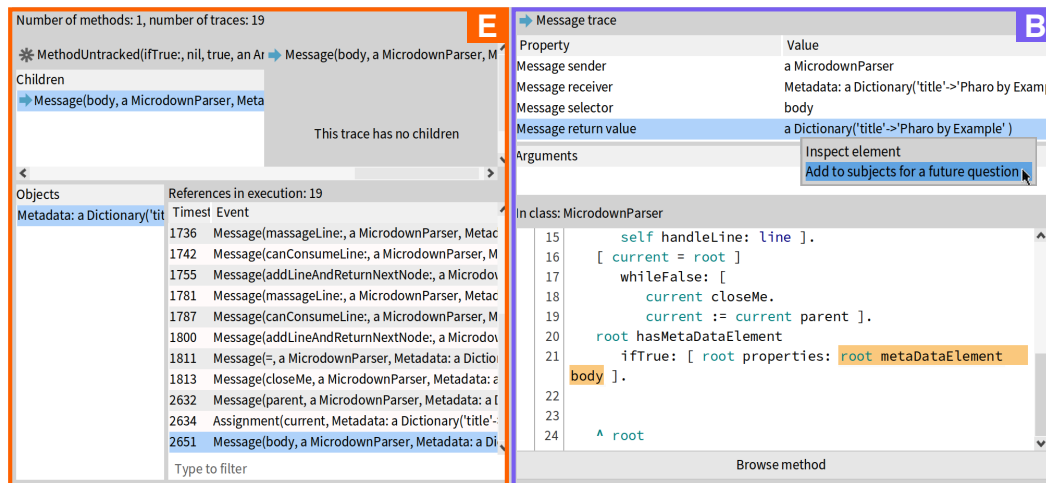 Number of methods: 1, number of traces: 19
E
MethodUntracked(ifTrue:, nil, true, an Ar
Message(body, a MicrodownParser, M
Children
Message(body, a MicrodownParser, Meta
This trace has no children
Objects
Metadata: a Dictionary('tit
References in execution: 19
Timest Event
1736 Message(massageLine:, a MicrodownParser, Metad
1742 Message(canConsumeLine:, a MicrodownParser, M
1755 Message(addLineAndReturnNextNode:, a Microdow
1781 Message(massageLine:, a MicrodownParser, Metad
1787 Message(canConsumeLine:, a MicrodownParser, M
1800 Message(addLineAndReturnNextNode:, a Microdow
1811 Message(=, a MicrodownParser, Metadata: a Dictio
1813 Message(closeMe, a MicrodownParser, Metadata: a
2632 Message(parent, a MicrodownParser, Metadata: a D
2634 Assignment(current, Metadata: a Dictionary('title'-
2651 Message(body, a MicrodownParser, Metadata: a Di
Type to filter
Message trace
B
Property Value
Message sender a MicrodownParser
Message receiver Metadata: a Dictionary('title'->'Pharo by Exam
Message selector body
Message return value a Dictionary('title'->'Pharo by Example' )
Arguments
Inspect element
Add to subjects for a future question
In class: MicrodownParser
15 self handleLine: line ].
16 [ current = root ]
17 whileFalse: [
18 current closeMe.
19 current := current parent ].
20 root hasMetaDataElement
21 ifTrue: [ root properties: root metaDataElement
body ].
22
23
24 ^ root
Browse method